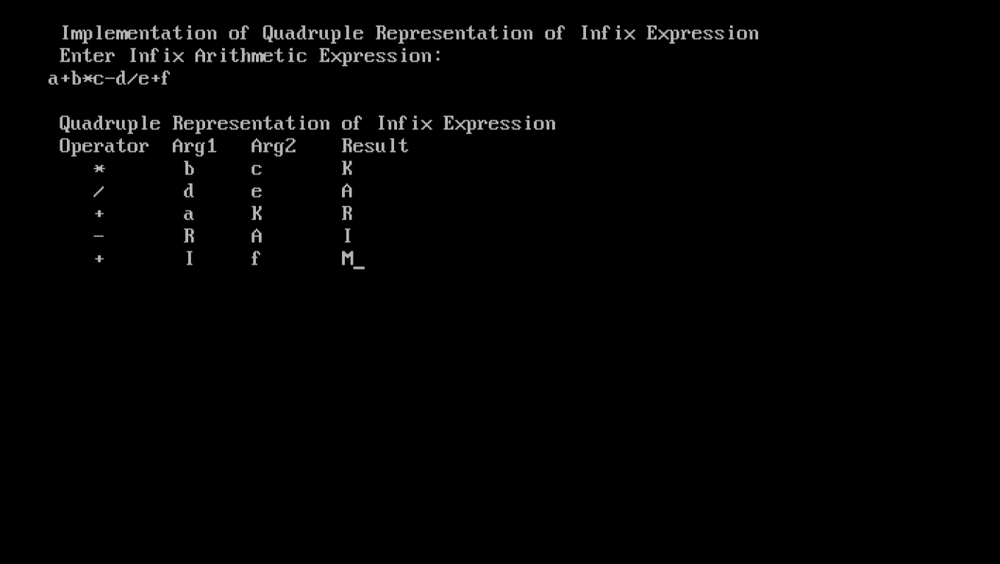 Implementation of Quadruple Representation of Infix Expression
Enter Infix Arithmetic Expression:
a+b*c-d/e+f
Quadruple Representation of Infix Expression
Operator Arg1 Arg2 Result
* b c K
/ d e A
+ a K R
- R A I
+ I f M_